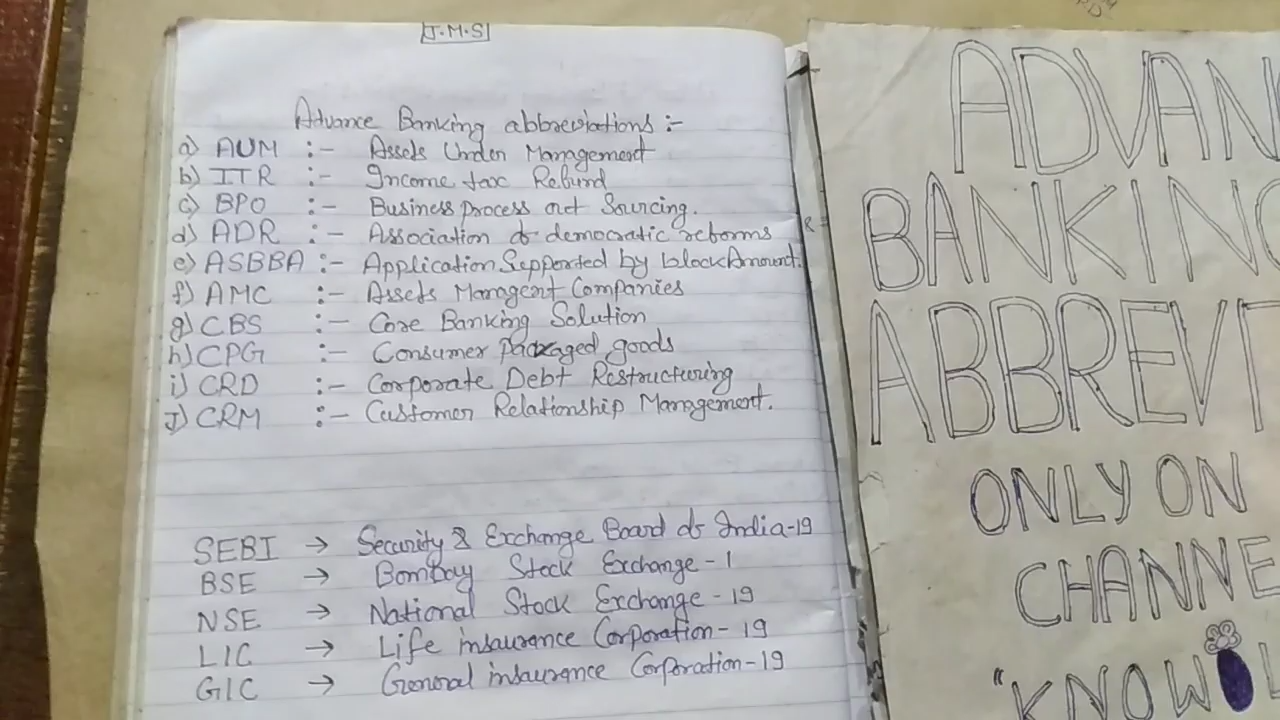 J.M.S
Advance Banking abbreviations :-
a) AUM :- Assets Under Management
b) ITR :- Income tax Refund
c) BPO :- Business process out Sourcing.
d) ADR :- Association of democratic reforms
e) ASBBA :- Application Supported by block Amount.
f) AMC :- Assets Managent Companies
g) CBS :- Core Banking Solution
h) CPG :- Consumer packaged goods
i) CRD :- Corporate Debt Restructuring
J) CRM :- Customer Relationship Management.
SEBI → Security & Exchange Board of India-19
BSE → Bombay Stock Exchange - 1
NSE → National Stock Exchange - 19
LIC → Life insaurance Corporation - 19
GIC → General insaurance Corporation-19
ADVAN
BANKING
ABBREVI
ONLY ON
CHANNE
"KNOW